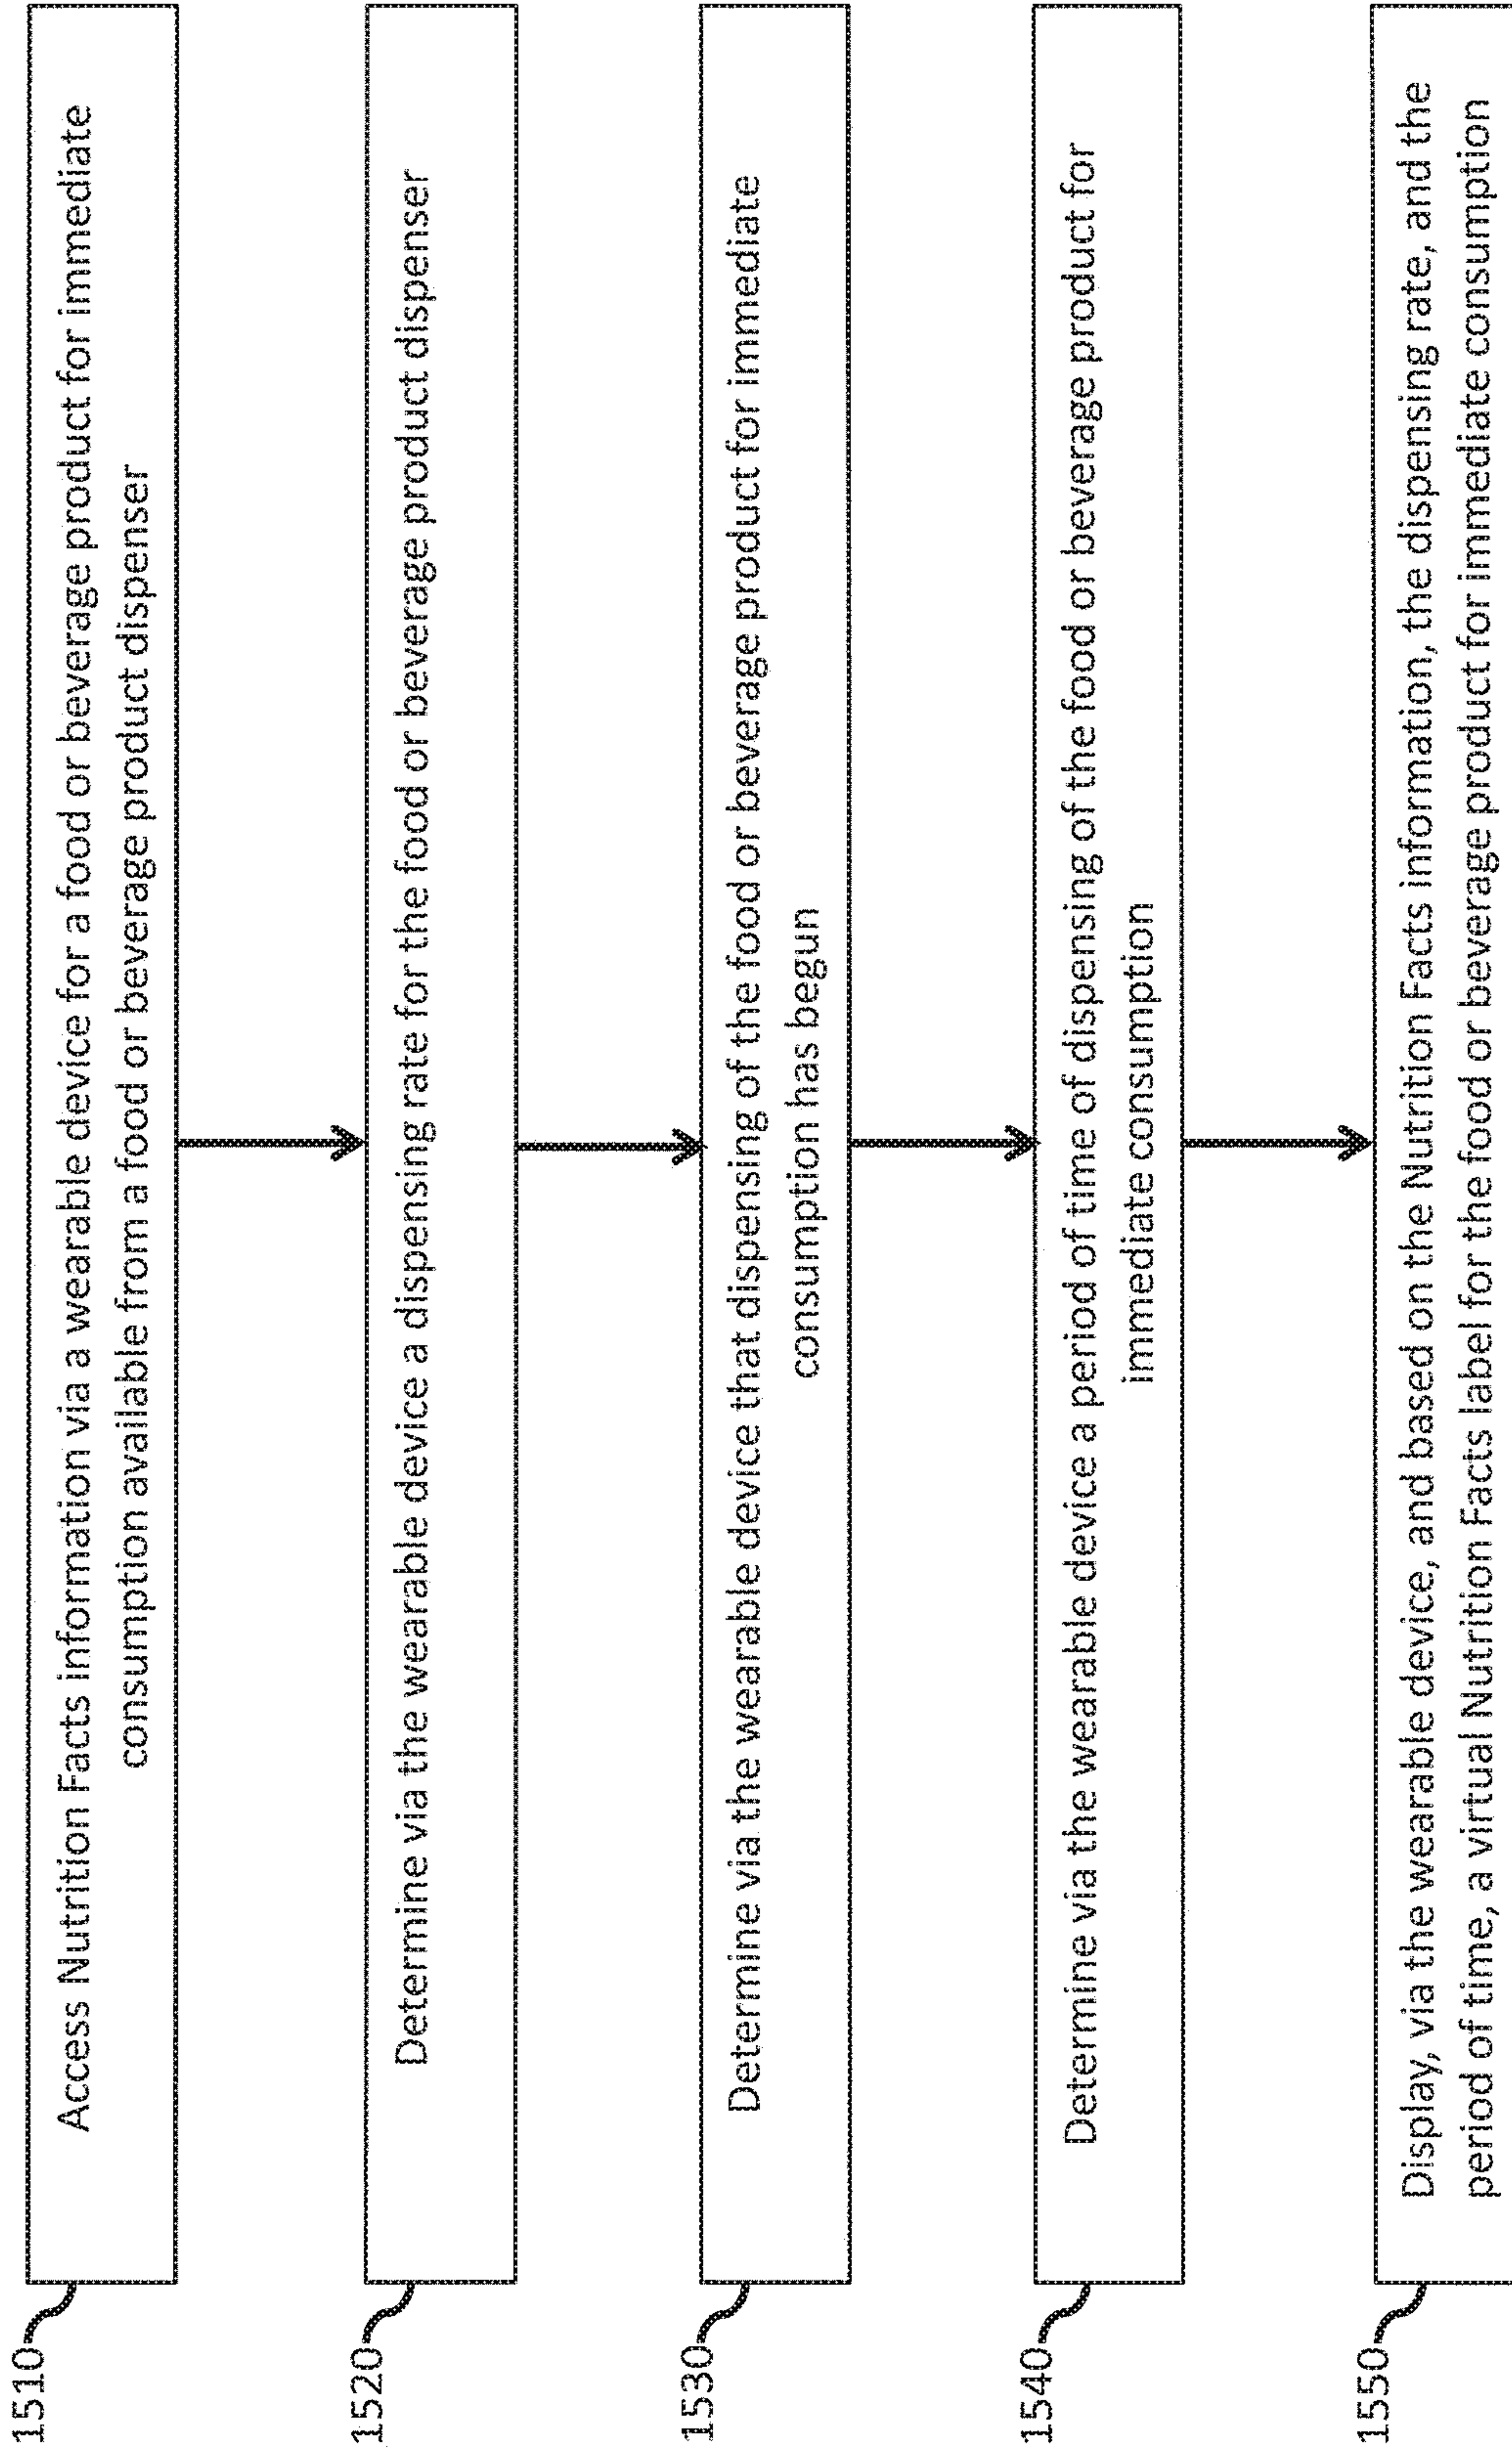 1510
Access Nutrition Facts information via a wearable device for a food or beverage product for immediate
consumption available from a food or beverage product dispenser
1520
Determine via the wearable device a dispensing rate for the food or beverage product dispenser
1530
Determine via the wearable device that dispensing of the food or beverage product for immediate
consumption has begun
1540
Determine via the wearable device a period of time of dispensing of the food or beverage product for
immediate consumption
1550
Display, via the wearable device, and based on the Nutrition Facts information, the dispensing rate, and the
period of time, a virtual Nutrition Facts label for the food or beverage product for immediate consumption